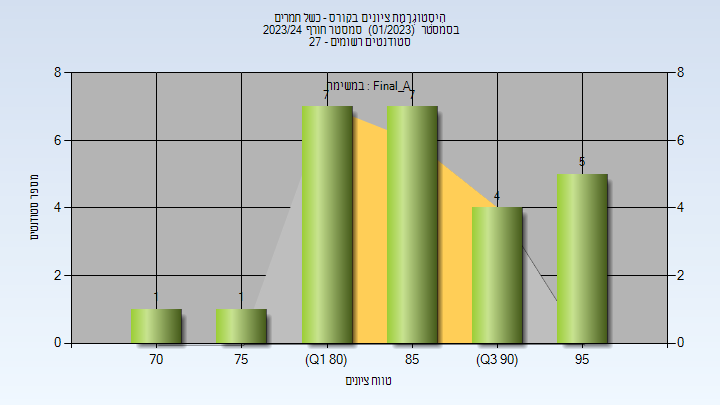 היסטוגרמת ציונים בקורס - כשל חמרים
בסמסטר (01/2023) סמסטר חורף 2023/24
סטודנטים רשומים - 27
במשימה : Final_A
8 8
6 6
4 4
2 2
0 0
1 1 7 7 4 5
מספר סטודנטים
70 75 (Q1 80) 85 (Q3 90) 95
טווח ציונים